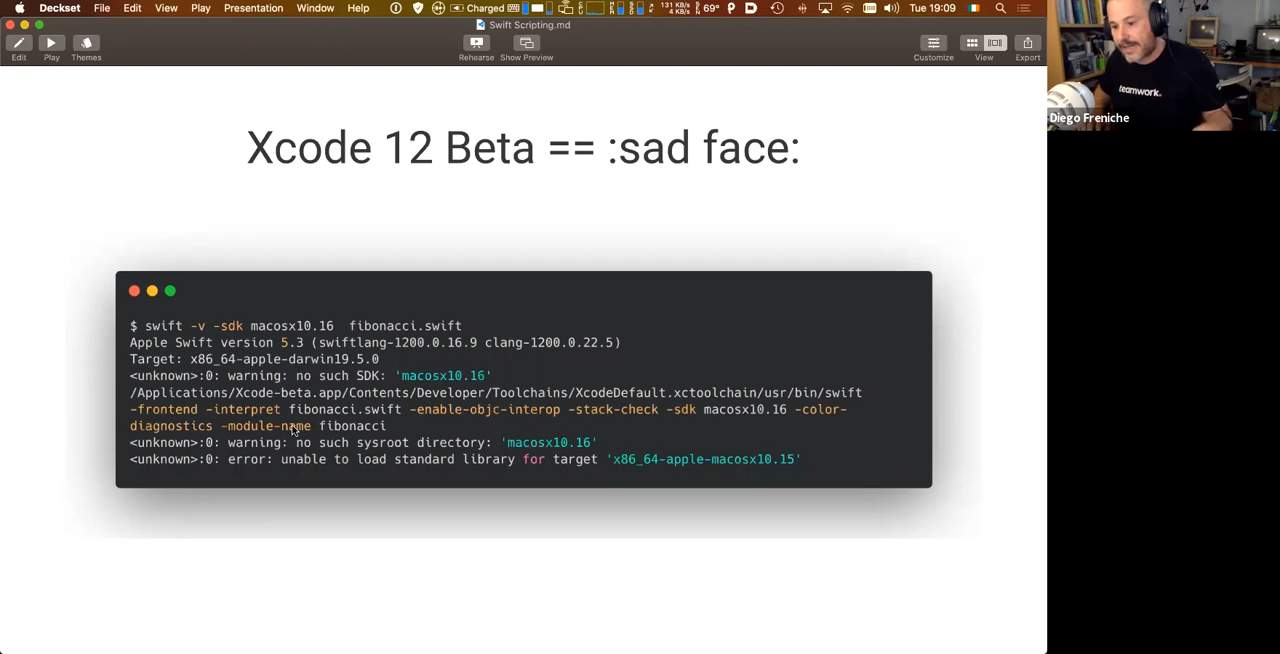 Deckset File Edit View Play Presentation Window Help Charged 131 KB/s 4 KB/s 69° Tue 19:09
Swift Scripting.md
Edit Play Themes Rehearse Show Preview Customize View Export
teamwork.
Diego Freniche
Xcode 12 Beta == :sad face:
$ swift -v -sdk macosx10.16  fibonacci.swift
Apple Swift version 5.3 (swiftlang-1200.0.16.9 clang-1200.0.22.5)
Target: x86_64-apple-darwin19.5.0
<unknown>:0: warning: no such SDK: 'macosx10.16'
/Applications/Xcode-beta.app/Contents/Developer/Toolchains/XcodeDefault.xctoolchain/usr/bin/swift
-frontend -interpret fibonacci.swift -enable-objc-interop -stack-check -sdk macosx10.16 -color-
diagnostics -module-name fibonacci
<unknown>:0: warning: no such sysroot directory: 'macosx10.16'
<unknown>:0: error: unable to load standard library for target 'x86_64-apple-macosx10.15'